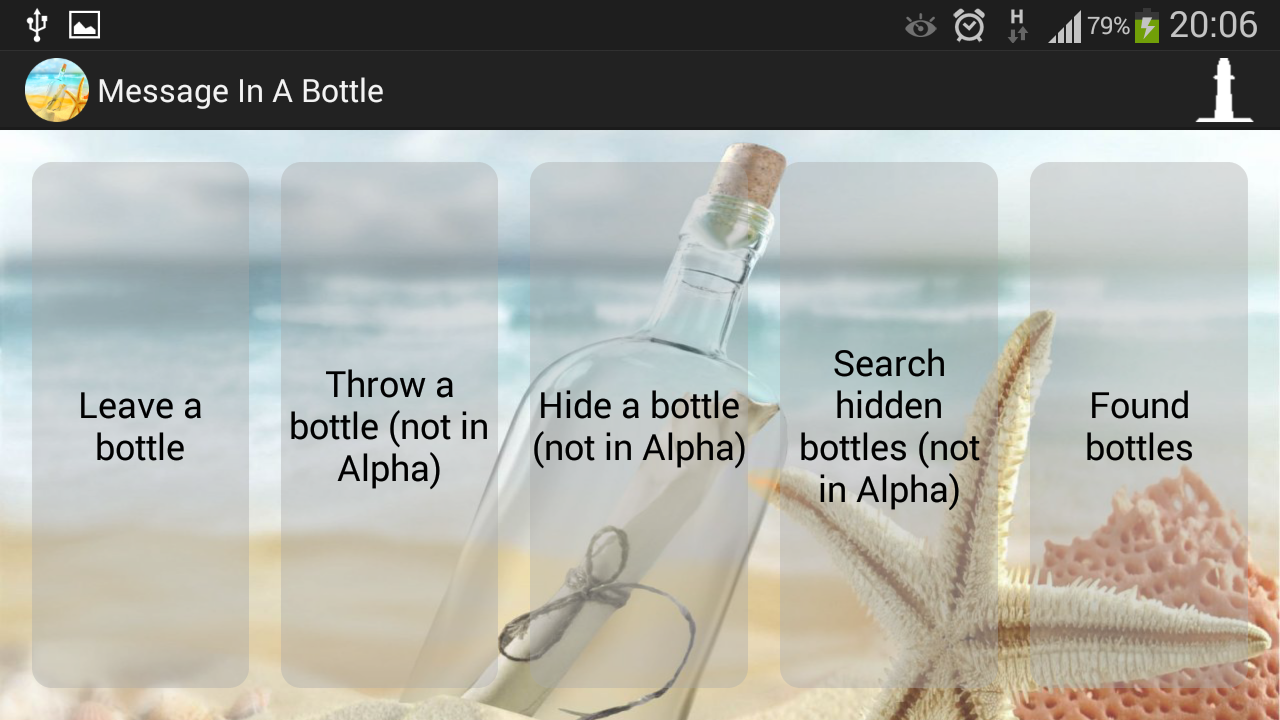 H 79% 20:06
Message In A Bottle
Leave a
bottle
Throw a
bottle (not in
Alpha)
Hide a bottle
(not in Alpha)
Search
hidden
bottles (not
in Alpha)
Found
bottles